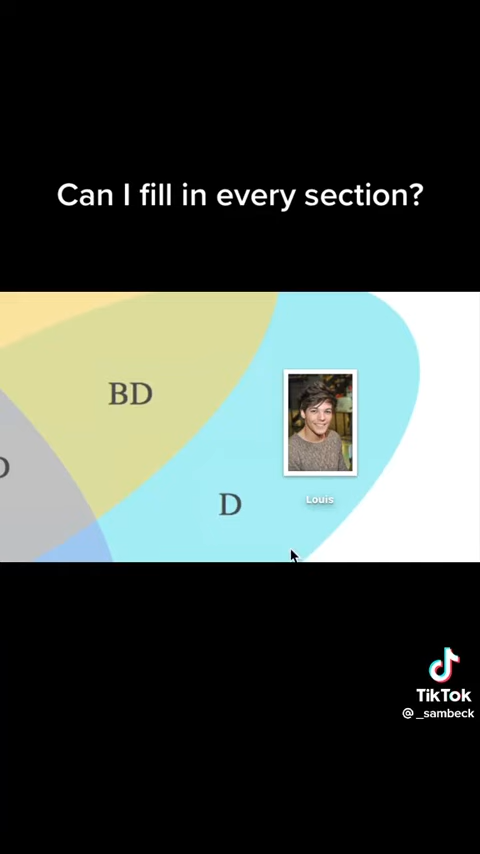 Can I fill in every section?
BD
D
D
Louis
TikTok
@_sambeck